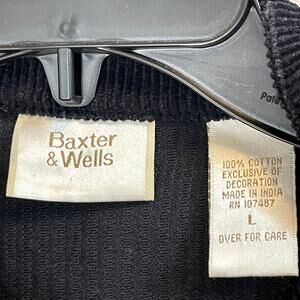 Baxter
& Wells
100% COTTON
EXCLUSIVE OF
DECORATION
MADE IN INDIA
RN 107487
L
OVER FOR CARE